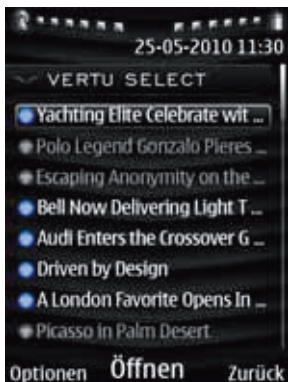 25-05-2010 11:30
VERTU SELECT
Yachting Elite Celebrate wit ...
Polo Legend Gonzalo Pieres ...
Escaping Anonymity on the ...
Bell Now Delivering Light T ...
Audi Enters the Crossover G ...
Driven by Design
A London Favorite Opens In ...
Picasso in Palm Desert
Optionen Öffnen Zurück